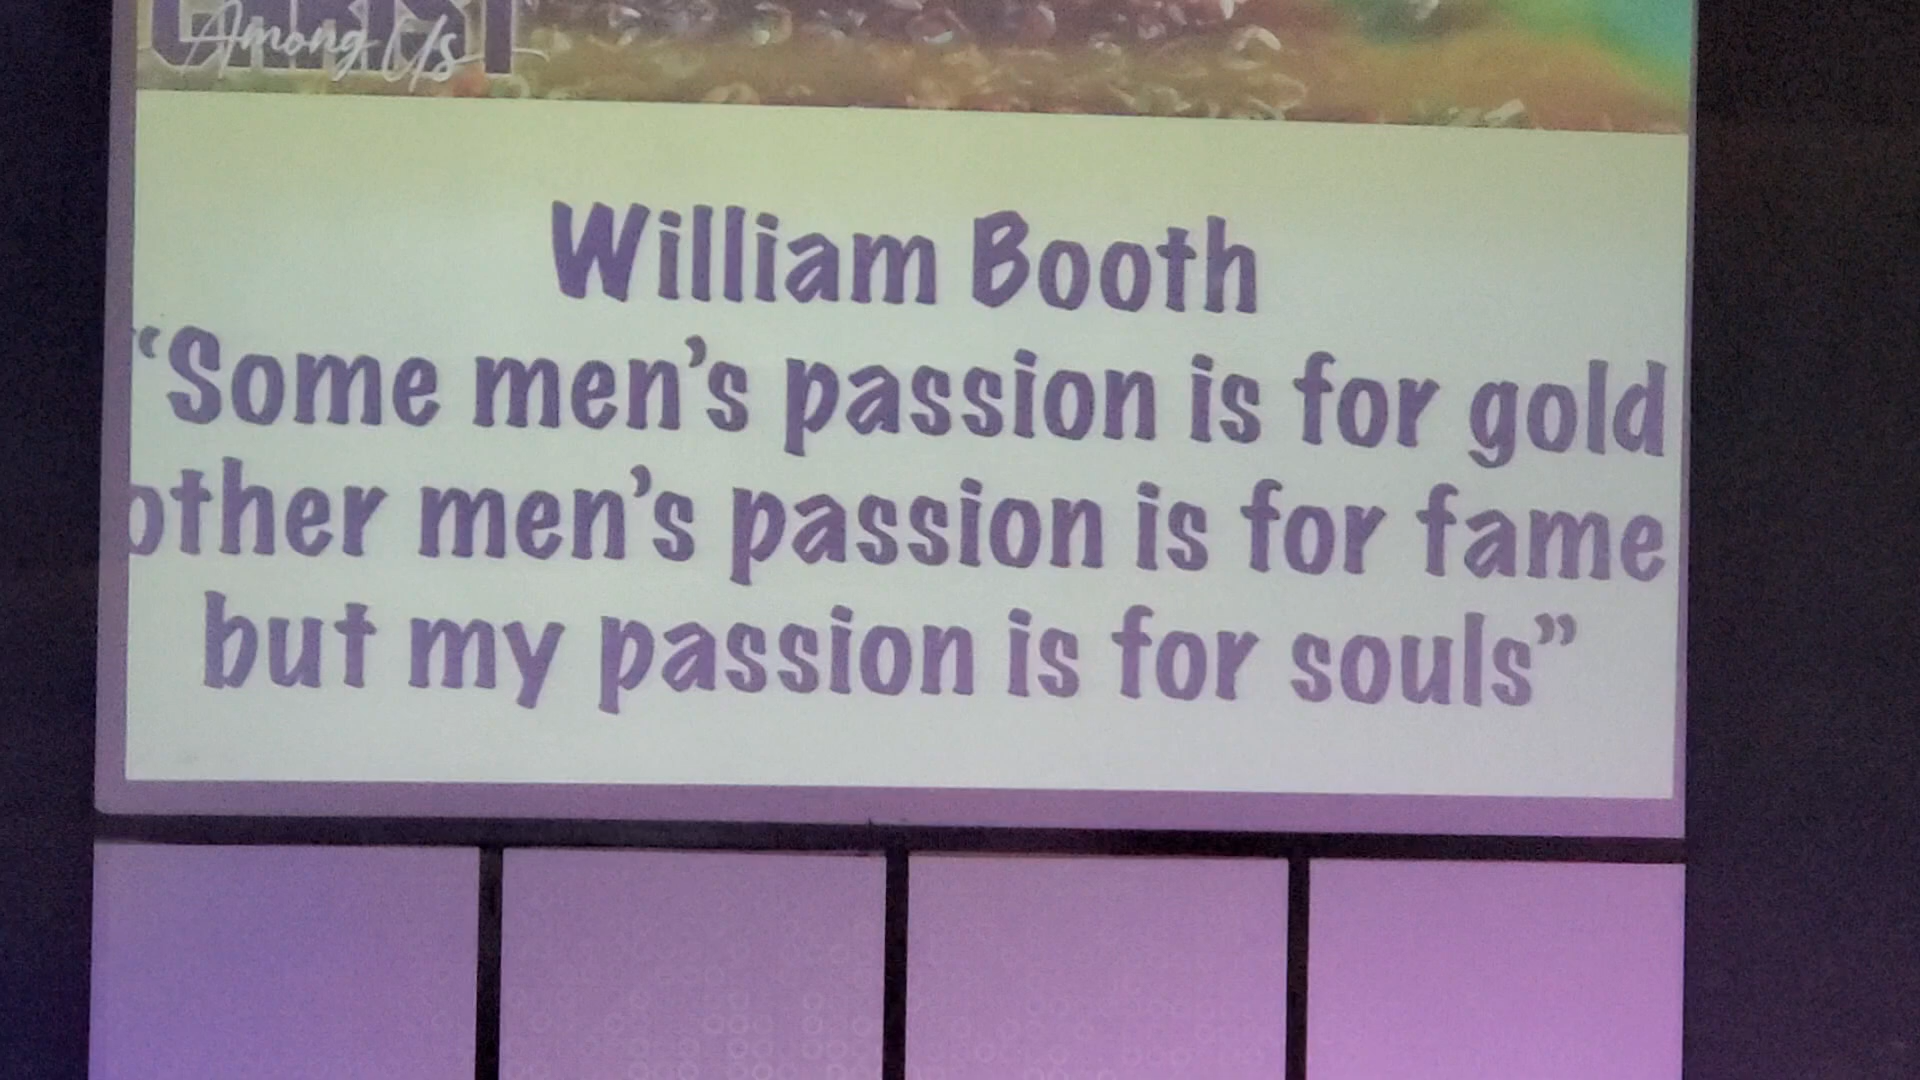 Among Us
William Booth
“Some men’s passion is for gold
other men’s passion is for fame
but my passion is for souls”